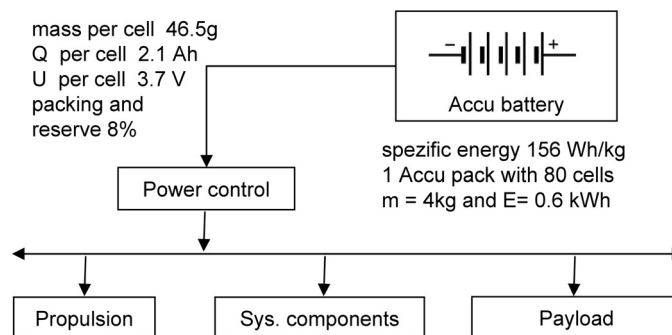 mass per cell 46.5g
Q per cell 2.1 Ah
U per cell 3.7 V
packing and
reserve 8%
− +
Accu battery
spezific energy 156 Wh/kg
1 Accu pack with 80 cells
m = 4kg and E= 0.6 kWh
Power control
Propulsion
Sys. components
Payload